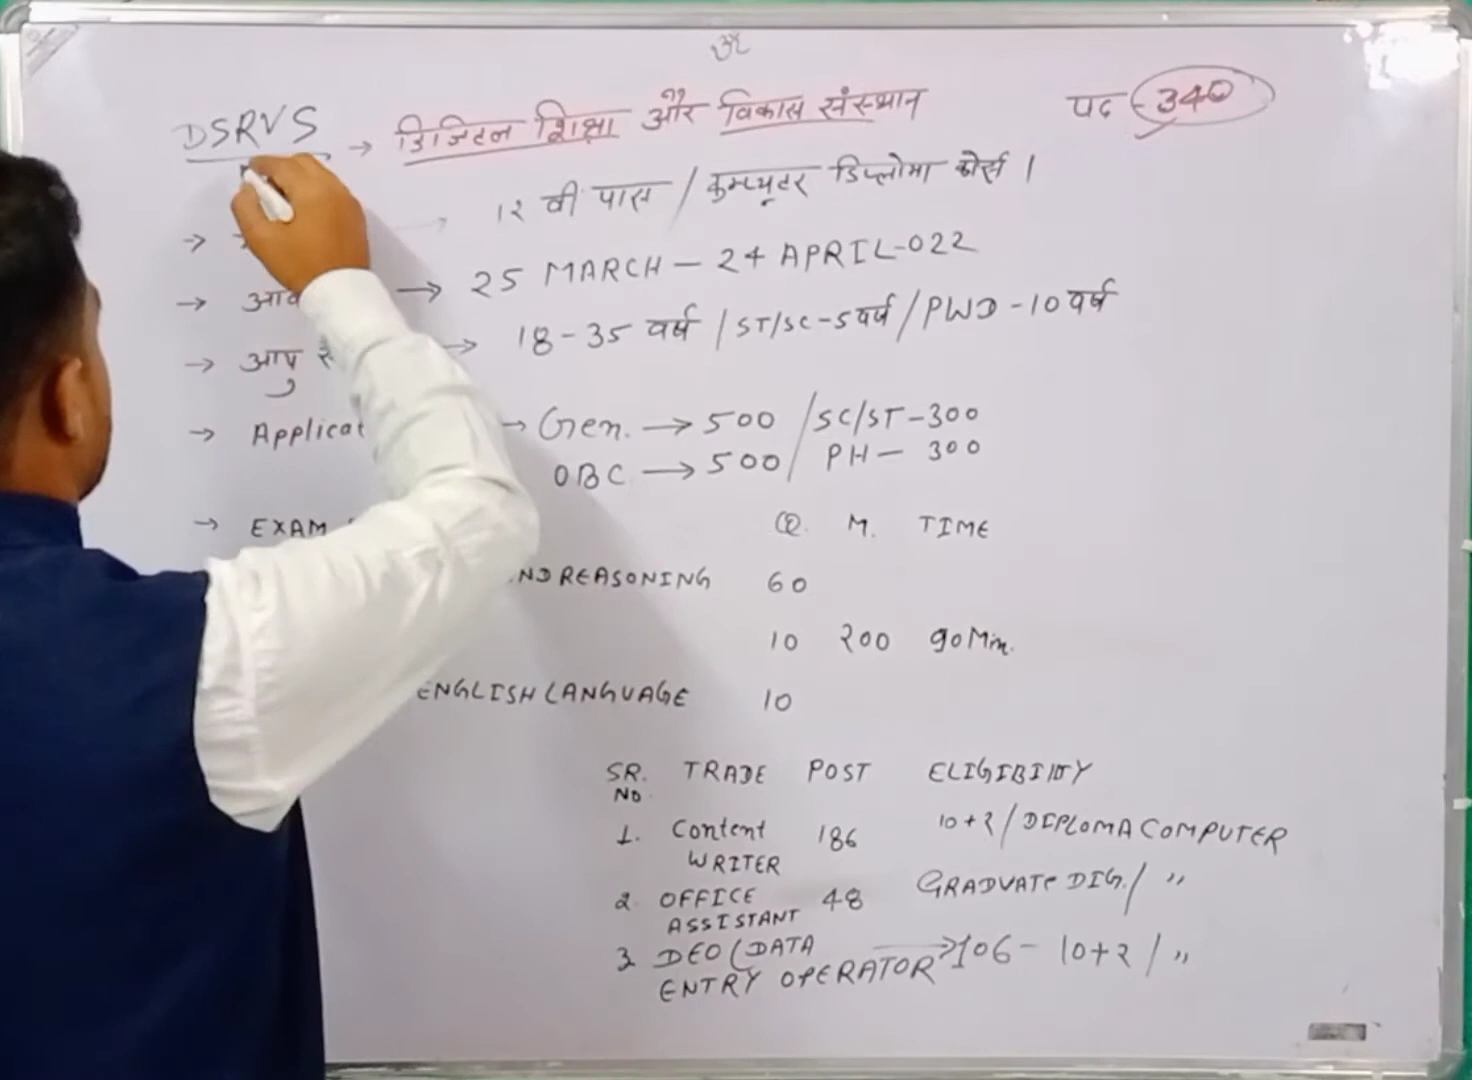 ॐ
DSRVS → डिजिटल शिक्षा और विकास संस्थान पद - 340
→ 12 वी पास / कम्प्यूटर डिप्लोमा कोर्स ।
→ → 25 MARCH – 24 APRIL-022
→ आयु → 18-35 वर्ष / ST/SC-5 वर्ष / PWD -10 वर्ष
→ → Gen. → 500 / SC/ST-300
OBC → 500 / PH – 300
→ EXAM Q. M. TIME
REASONING 60
10 200 90 Min.
ENGLISH LANGUAGE 10
SR. NO. TRADE POST ELIGIBILITY
1. Content WRITER 186 10+2 / DIPLOMA COMPUTER
2. OFFICE ASSISTANT 48 GRADUATE DIG. / "
3. DEO (DATA → 106 – 10+2 / "
ENTRY OPERATOR